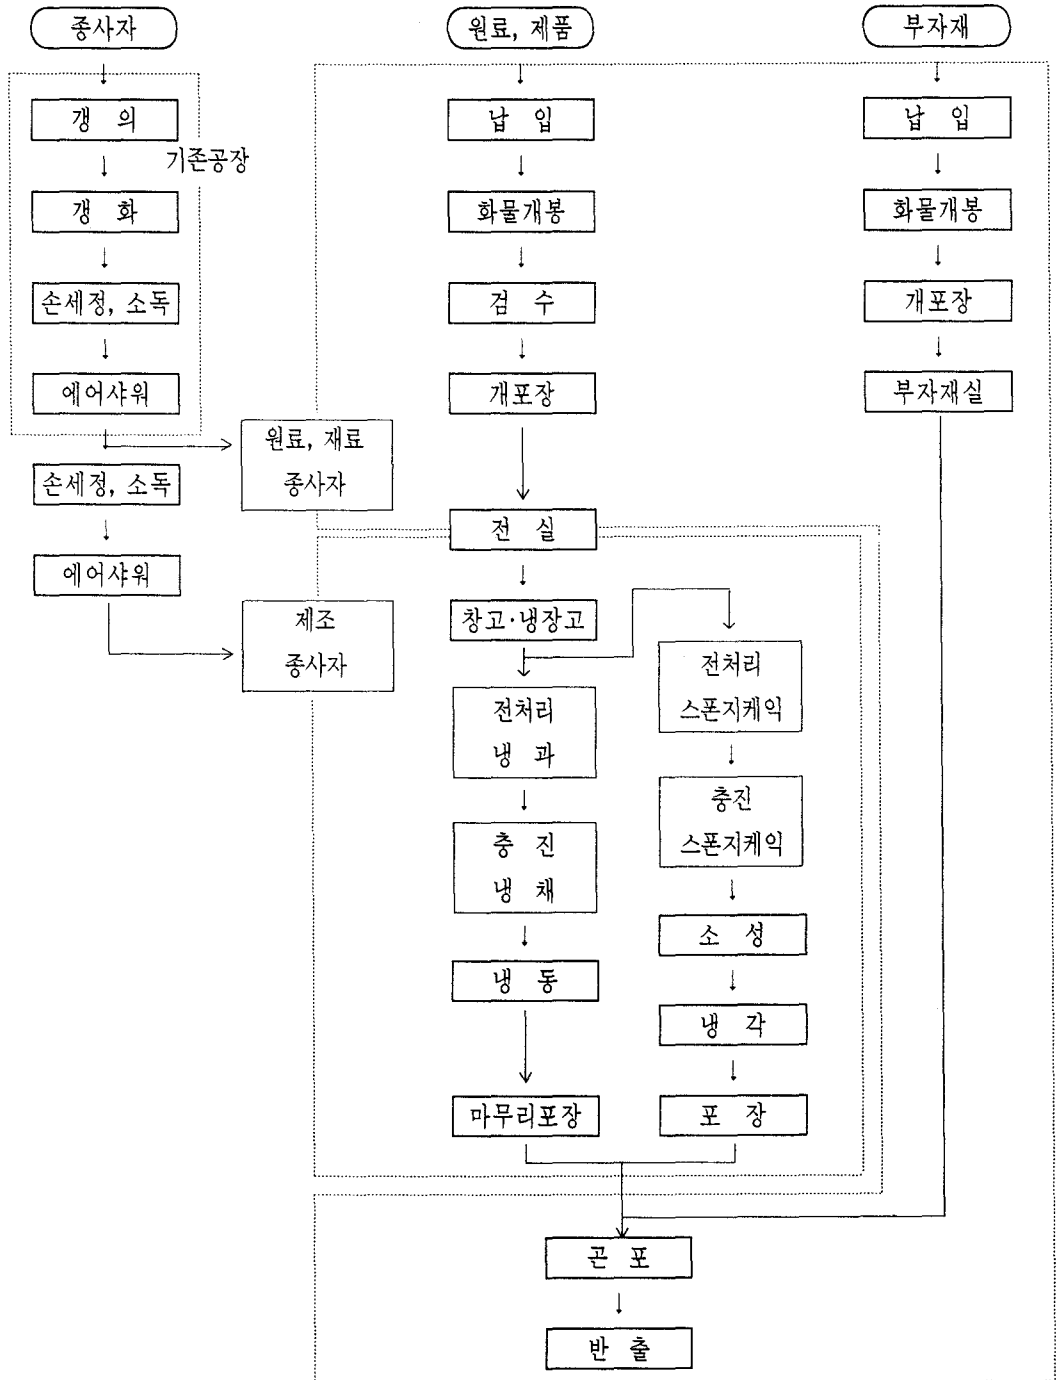 종사자
원료, 제품
부자재
갱 의
납 입
납 입
기존공장
갱 화
화물개봉
화물개봉
손세정, 소독
검 수
개포장
에어샤워
개포장
부자재실
원료, 재료
종사자
손세정, 소독
전 실
에어샤워
제조
종사자
창고·냉장고
전처리
스폰지케익
전처리
냉 과
충진
스폰지케익
충 진
냉 채
소 성
냉 동
냉 각
마무리포장
포 장
곤 포
반 출